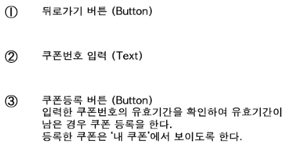 ① 뒤로가기 버튼 (Button)
② 쿠폰번호 입력 (Text)
③ 쿠폰등록 버튼 (Button)
입력한 쿠폰번호의 유효기간을 확인하여 유효기간이
남은 경우 쿠폰 등록을 한다.
등록한 쿠폰은 '내 쿠폰'에서 보이도록 한다.